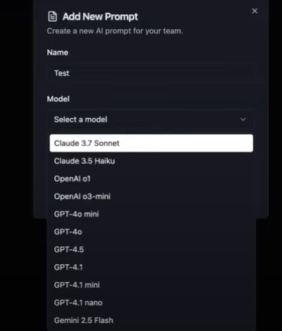 Add New Prompt
Create a new AI prompt for your team.
Name
Test
Model
Select a model
Claude 3.7 Sonnet
Claude 3.5 Haiku
OpenAI o1
OpenAI o3-mini
GPT-4o mini
GPT-4o
GPT-4.5
GPT-4.1
GPT-4.1 mini
GPT-4.1 nano
Gemini 2.5 Flash